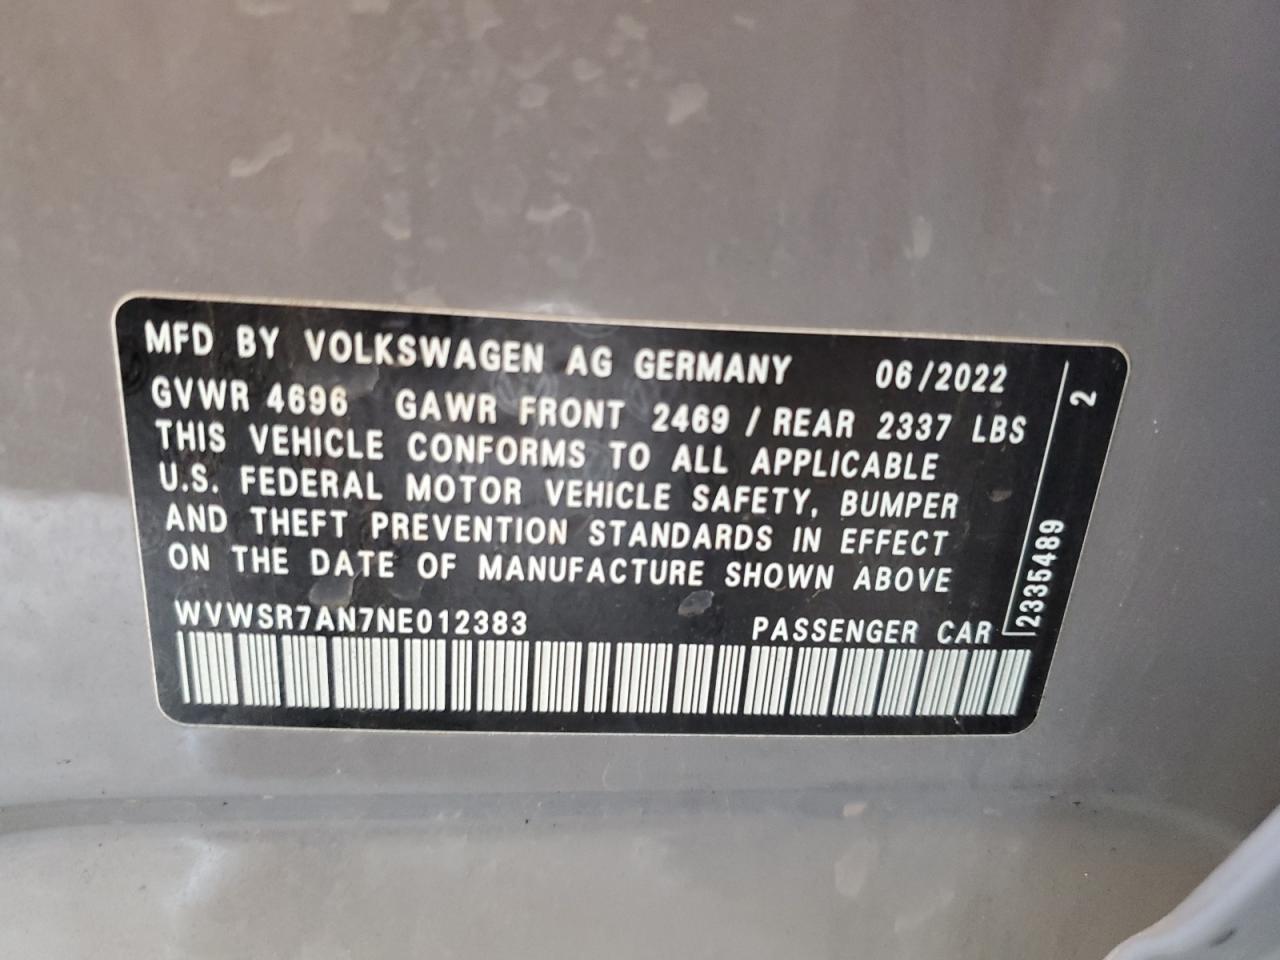 MFD BY VOLKSWAGEN AG GERMANY 06/2022
GVWR 4696 GAWR FRONT 2469 / REAR 2337 LBS
THIS VEHICLE CONFORMS TO ALL APPLICABLE
U.S. FEDERAL MOTOR VEHICLE SAFETY, BUMPER
AND THEFT PREVENTION STANDARDS IN EFFECT
ON THE DATE OF MANUFACTURE SHOWN ABOVE
WVWSR7AN7NE012383 PASSENGER CAR
2335489 2